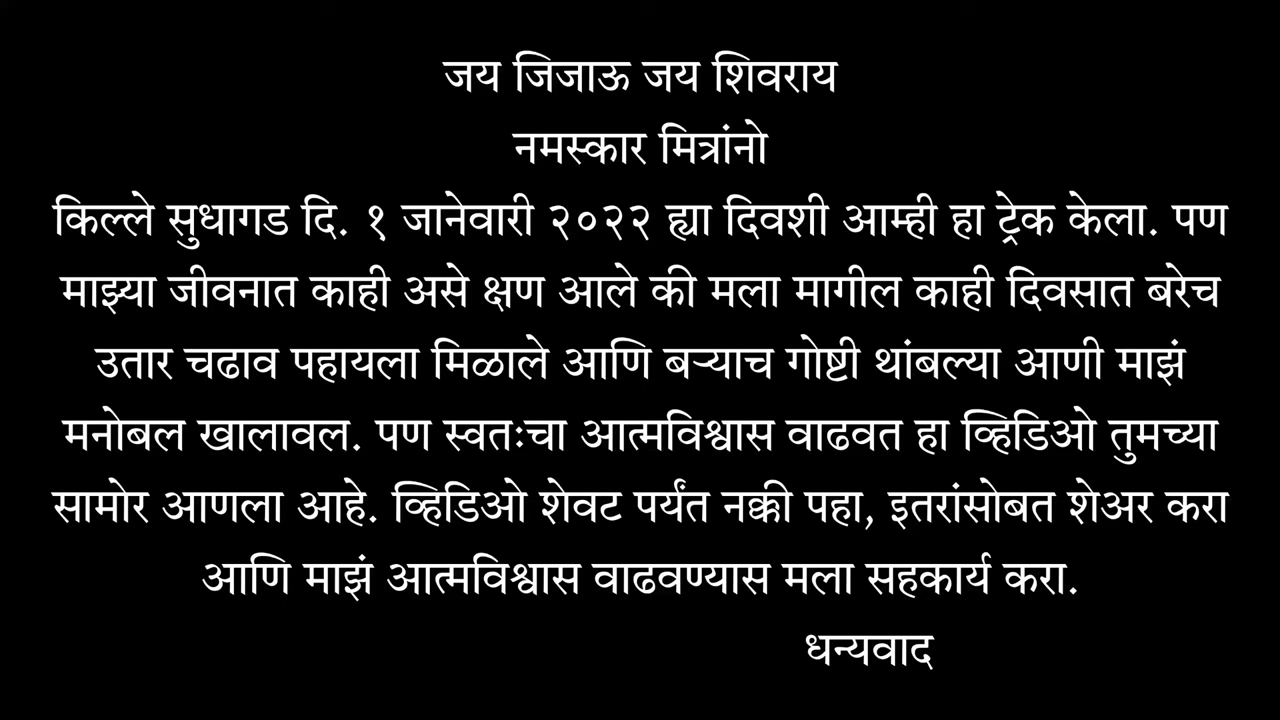 जय जिजाऊ जय शिवराय
नमस्कार मित्रांनो
किल्ले सुधागड दि. १ जानेवारी २०२२ ह्या दिवशी आम्ही हा ट्रेक केला. पण
माझ्या जीवनात काही असे क्षण आले की मला मागील काही दिवसात बरेच
उतार चढाव पहायला मिळाले आणि बऱ्याच गोष्टी थांबल्या आणी माझं
मनोबल खालावल. पण स्वतःचा आत्मविश्वास वाढवत हा व्हिडिओ तुमच्या
सामोर आणला आहे. व्हिडिओ शेवट पर्यंत नक्की पहा, इतरांसोबत शेअर करा
आणि माझं आत्मविश्वास वाढवण्यास मला सहकार्य करा.
धन्यवाद